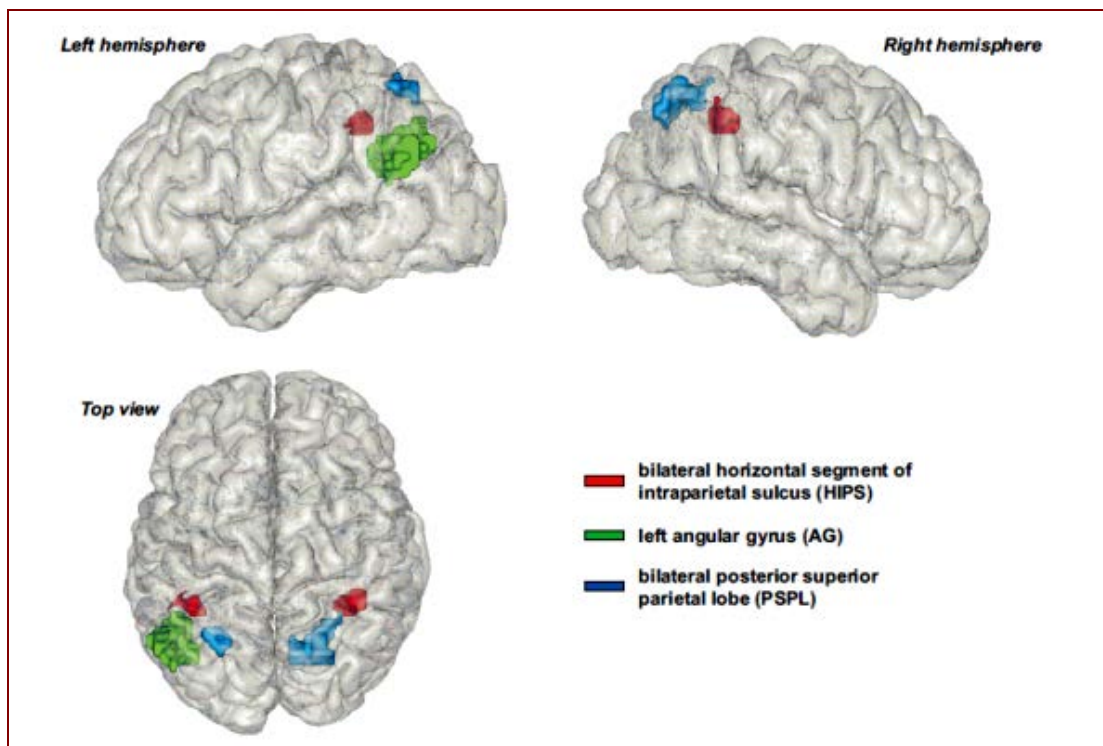 Left hemisphere
Right hemisphere
Top view
bilateral horizontal segment of
intraparietal sulcus (HIPS)
left angular gyrus (AG)
bilateral posterior superior
parietal lobe (PSPL)